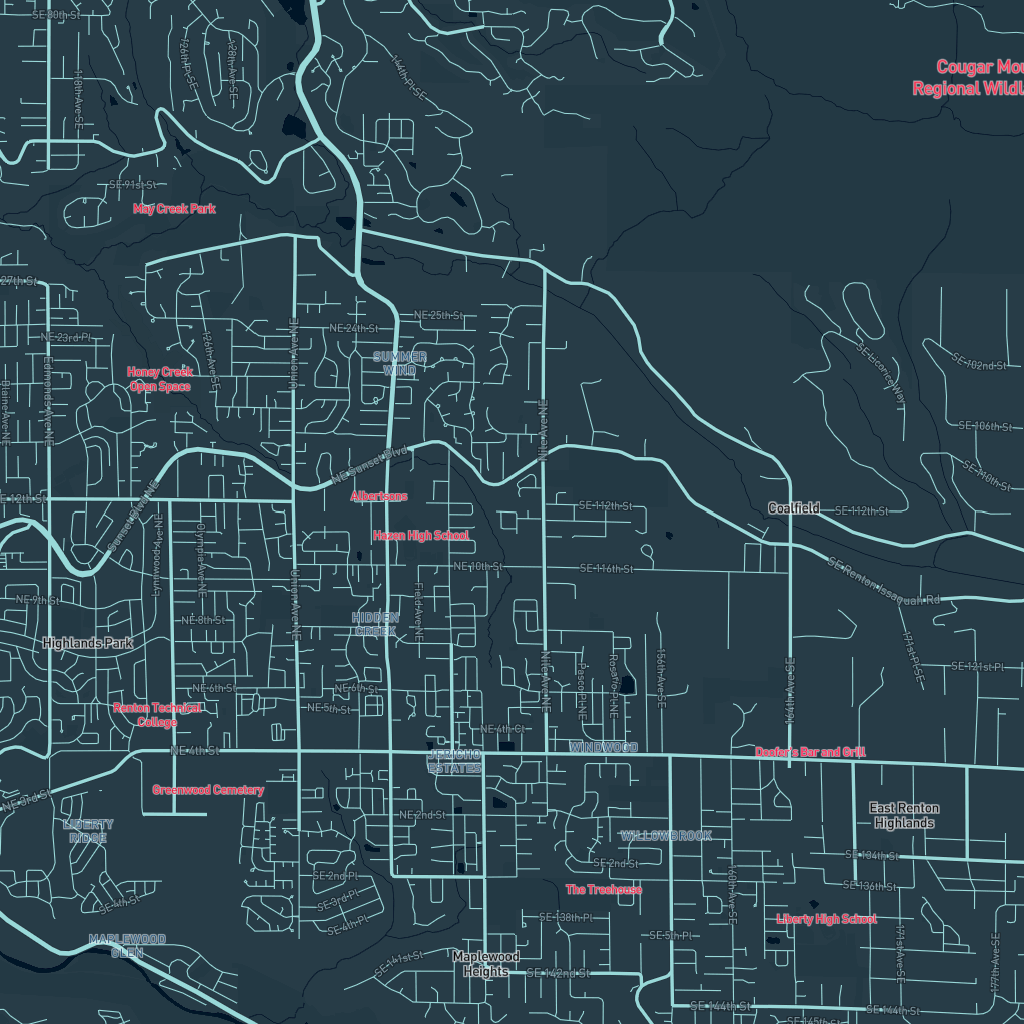 SE 80th St
118th Ave SE
126th Pl SE
128th Ave SE
144th Pl SE
Cougar Mou
Regional Wildl
SE 91st St
May Creek Park
27th St
NE 23rd Pl
NE 24th St
NE 25th St
SUMMER
WIND
126th Ave SE
Union Ave NE
Honey Creek
Open Space
Blaine Ave NE
Edmonds Ave NE
Nile Ave NE
SE Licorice Way
SE 102nd St
SE 106th St
SE 110th St
NE Sunset Blvd
E 12th St
Sunset Blvd NE
Albertsons
SE 112th St
Coalfield
SE 112th St
Hazen High School
Lynnwood Ave NE
Olympia Ave NE
NE 10th St
SE 116th St
SE Renton Issaquah Rd
NE 9th St
Union Ave NE
Field Ave NE
NE 8th St
HIDDEN
CREEK
Highlands Park
191st Pl SE
SE 121st Pl
Nile Ave NE
Pasco Pl NE
Rosario Pl NE
156th Ave SE
164th Ave SE
NE 6th St
NE 6th St
NE 5th St
Renton Technical
College
NE 4th Ct
NE 4th St
WINDWOOD
JERICHO
ESTATES
Doofer's Bar and Grill
Greenwood Cemetery
NE 3rd St
NE 2nd St
East Renton
Highlands
LIBERTY
RIDGE
WILLOWBROOK
SE 134th St
SE 2nd St
SE 2nd Pl
160th Ave SE
SE 136th St
The Treehouse
SE 3rd Pl
SE 4th St
SE 4th Pl
SE 138th Pl
Liberty High School
SE 5th Pl
171st Ave SE
177th Ave SE
MAPLEWOOD
GLEN
Maplewood
Heights
SE 141st St
SE 142nd St
SE 144th St
SE 144th St
SE 145th St